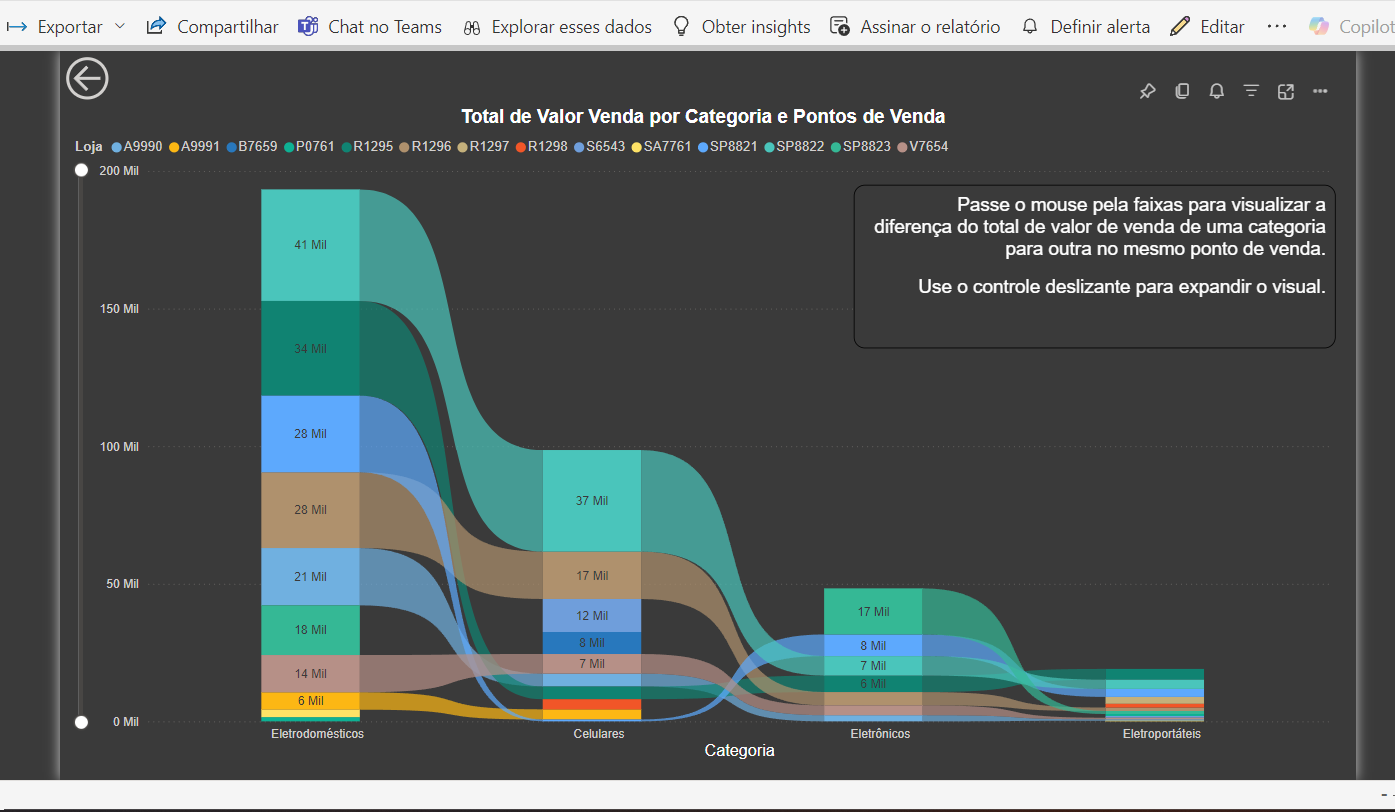 Exportar Compartilhar Chat no Teams Explorar esses dados Obter insights Assinar o relatório Definir alerta Editar ... Copilot
Total de Valor Venda por Categoria e Pontos de Venda
Loja A9990 A9991 B7659 P0761 R1295 R1296 R1297 R1298 S6543 SA7761 SP8821 SP8822 SP8823 V7654
200 Mil
150 Mil
100 Mil
50 Mil
0 Mil
Passe o mouse pela faixas para visualizar a
diferença do total de valor de venda de uma categoria
para outra no mesmo ponto de venda.
Use o controle deslizante para expandir o visual.
41 Mil
34 Mil
28 Mil
28 Mil
21 Mil
18 Mil
14 Mil
6 Mil
37 Mil
17 Mil
12 Mil
8 Mil
7 Mil
17 Mil
8 Mil
7 Mil
6 Mil
Eletrodomésticos Celulares Eletrônicos Eletroportáteis
Categoria